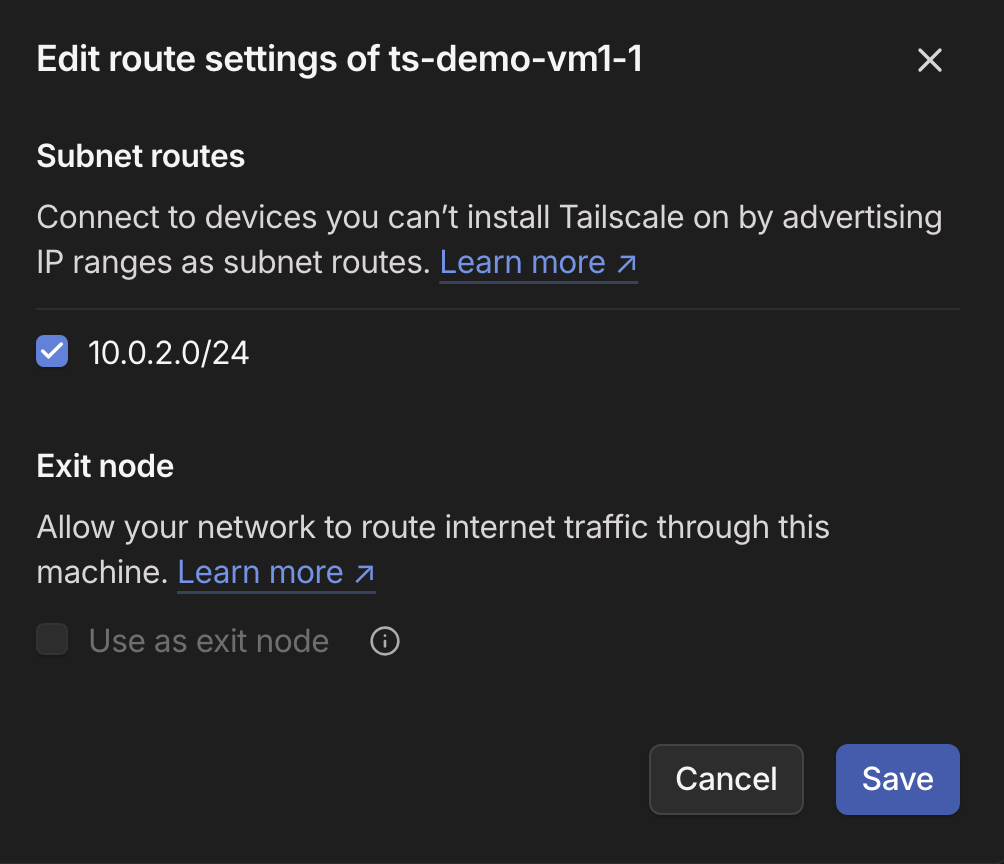 Edit route settings of ts-demo-vm1-1
Subnet routes
Connect to devices you can’t install Tailscale on by advertising
IP ranges as subnet routes. Learn more ↗
10.0.2.0/24
Exit node
Allow your network to route internet traffic through this
machine. Learn more ↗
Use as exit node
Cancel Save